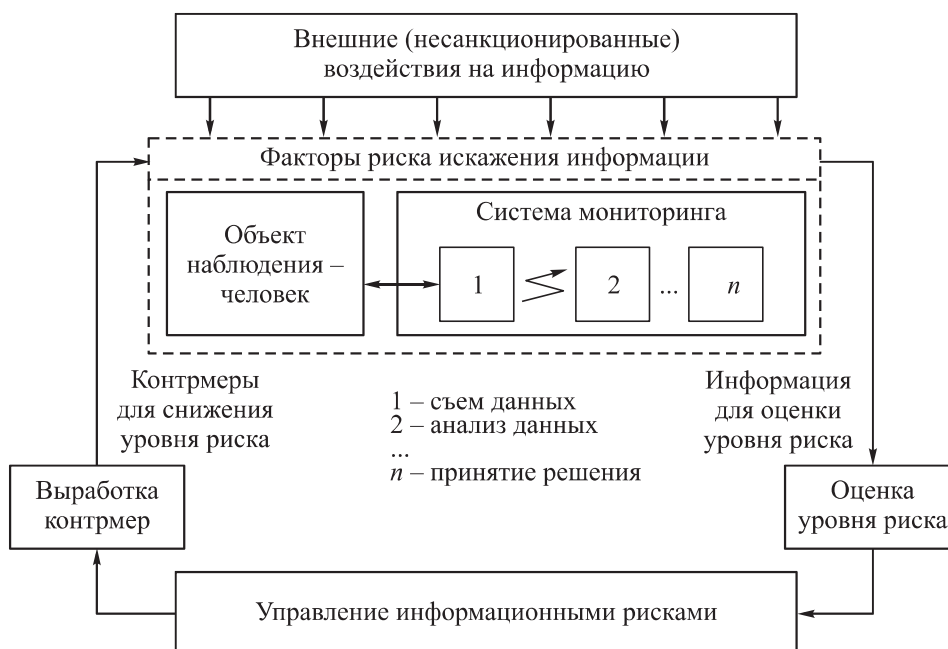 Внешние (несанкционированные)
воздействия на информацию
Факторы риска искажения информации
Объект
наблюдения –
человек
Система мониторинга
1
2
...
n
Контрмеры
для снижения
уровня риска
1 – съем данных
2 – анализ данных
...
n – принятие решения
Информация
для оценки
уровня риска
Выработка
контрмер
Оценка
уровня риска
Управление информационными рисками